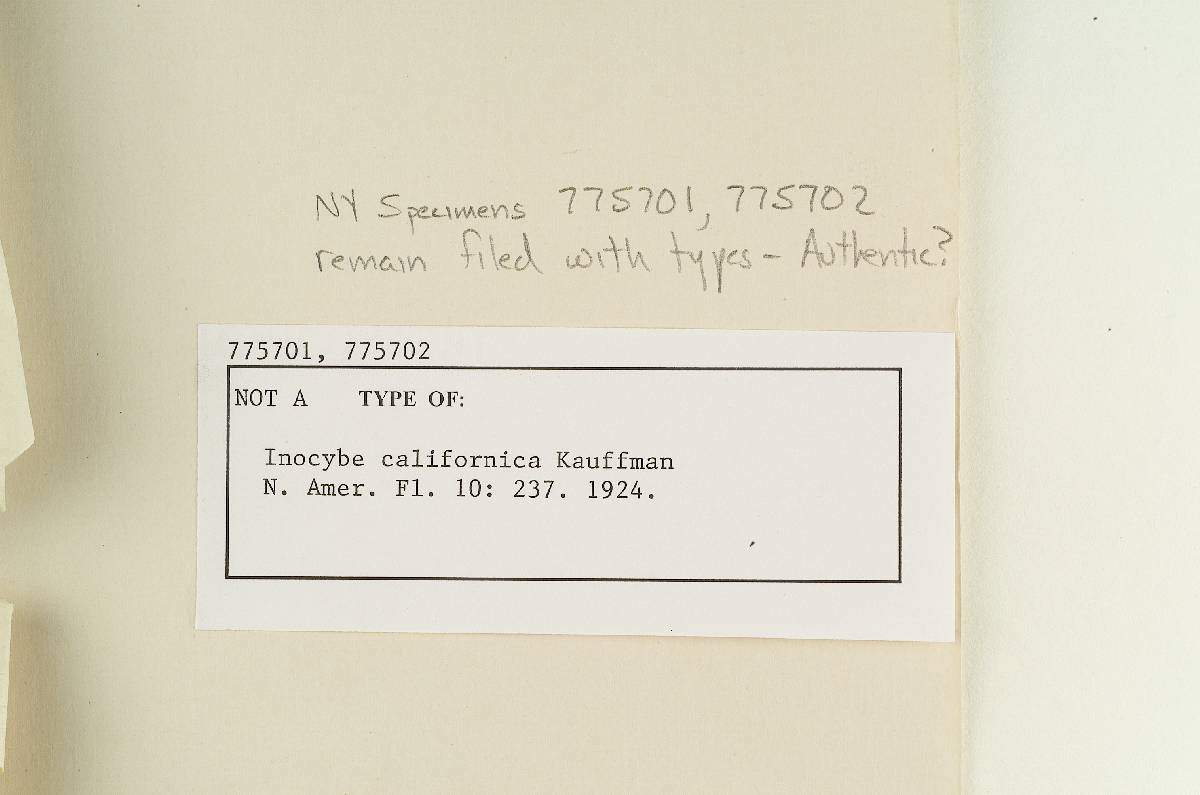 NY Specimens 775701, 775702
remain filed with types - Authentic?
775701, 775702
NOT A TYPE OF:
Inocybe californica Kauffman
N. Amer. Fl. 10: 237. 1924.